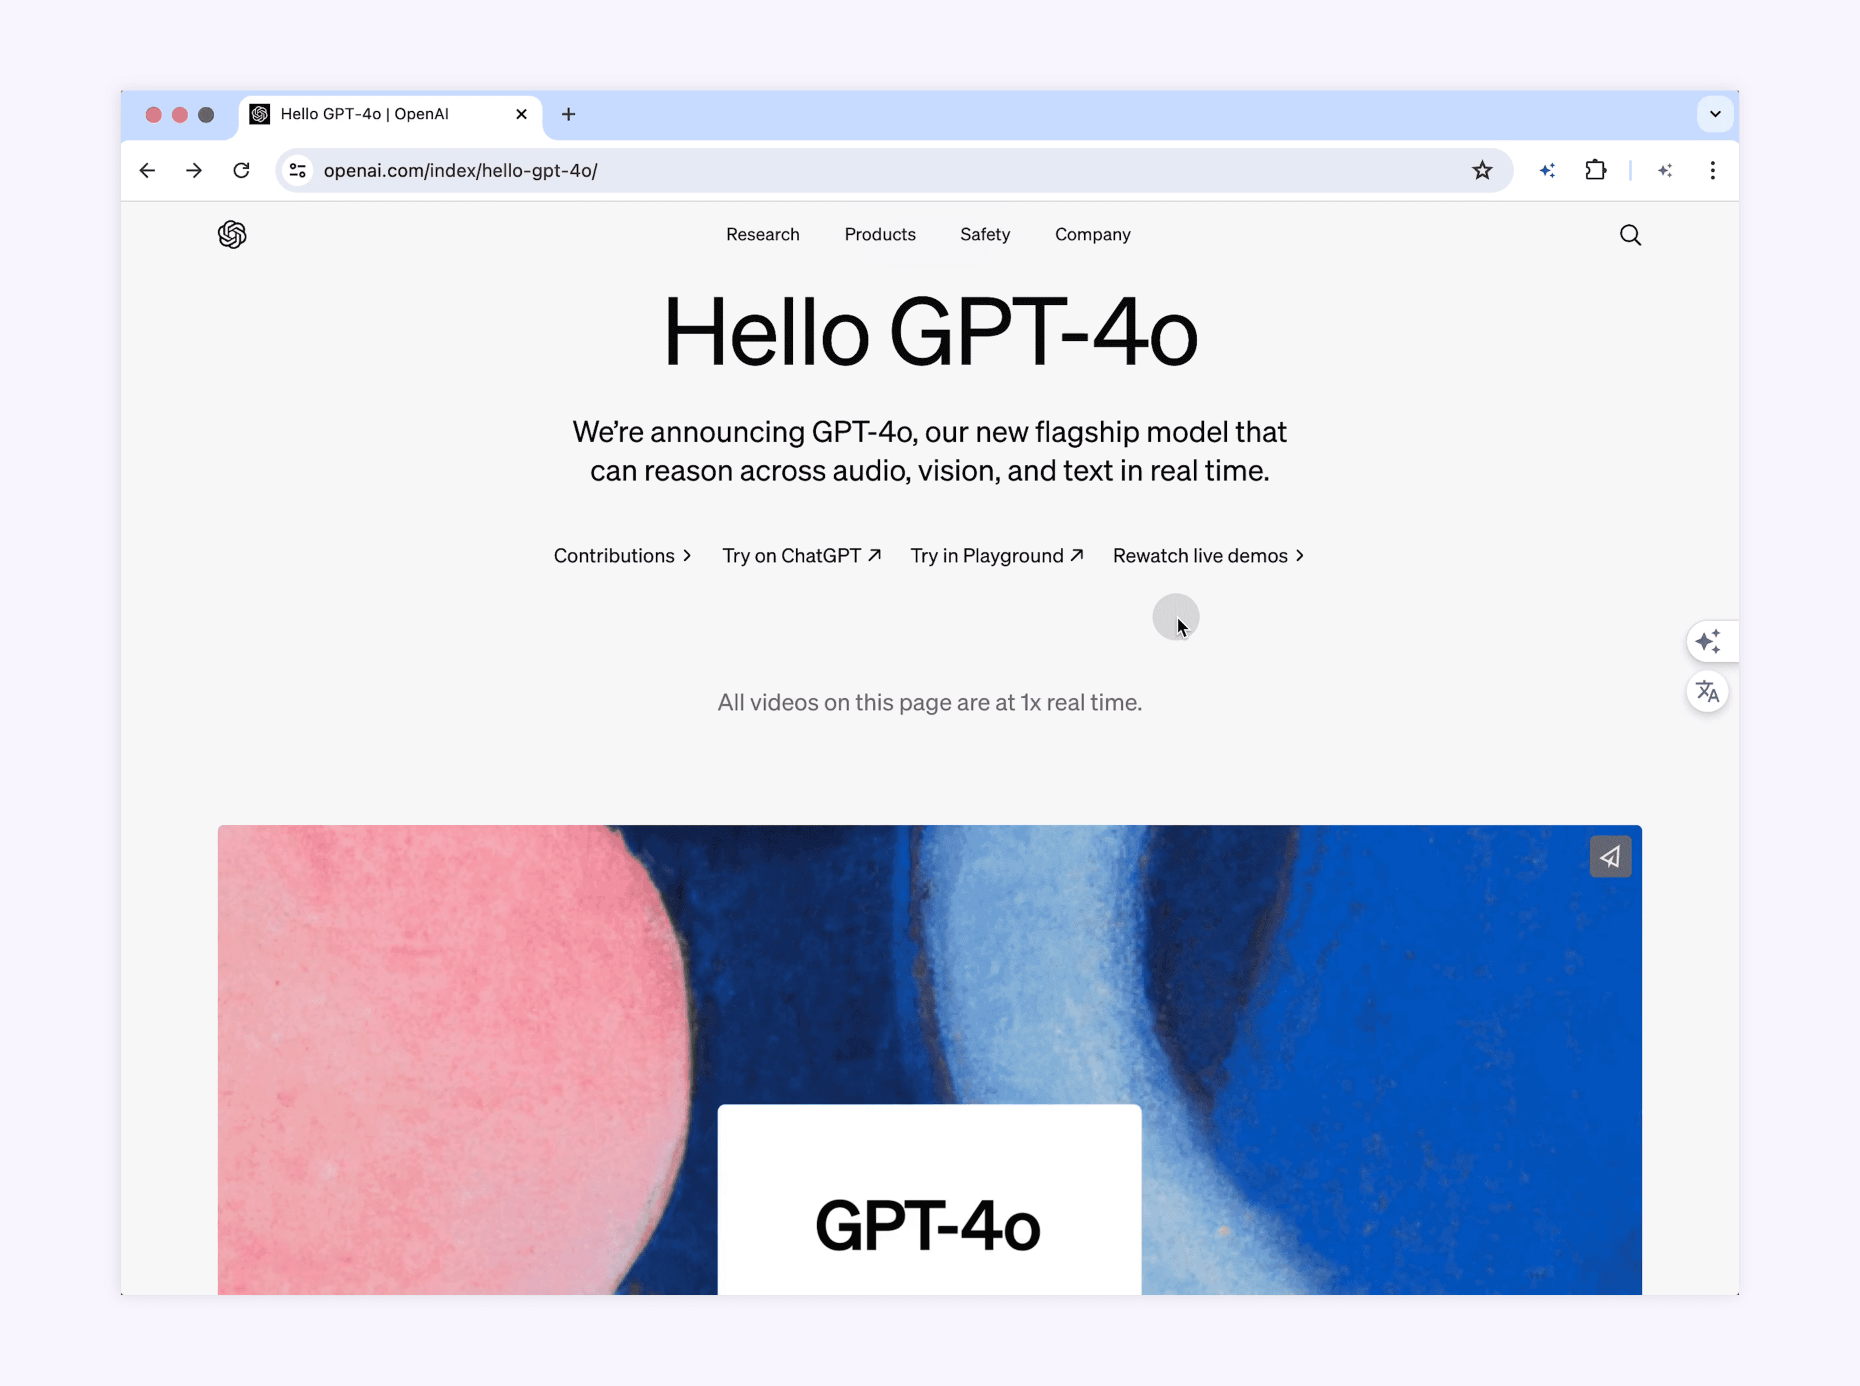 Hello GPT-4o | OpenAI
openai.com/index/hello-gpt-4o/
Research Products Safety Company
Hello GPT-4o
We’re announcing GPT-4o, our new flagship model that
can reason across audio, vision, and text in real time.
Contributions Try on ChatGPT Try in Playground Rewatch live demos
All videos on this page are at 1x real time.
GPT-4o